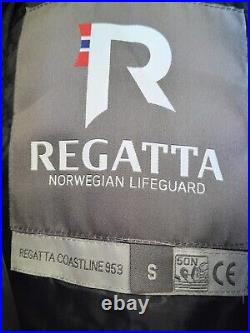 R
REGATTA
NORWEGIAN LIFEGUARD
REGATTA COASTLINE 953
S
50N
CE